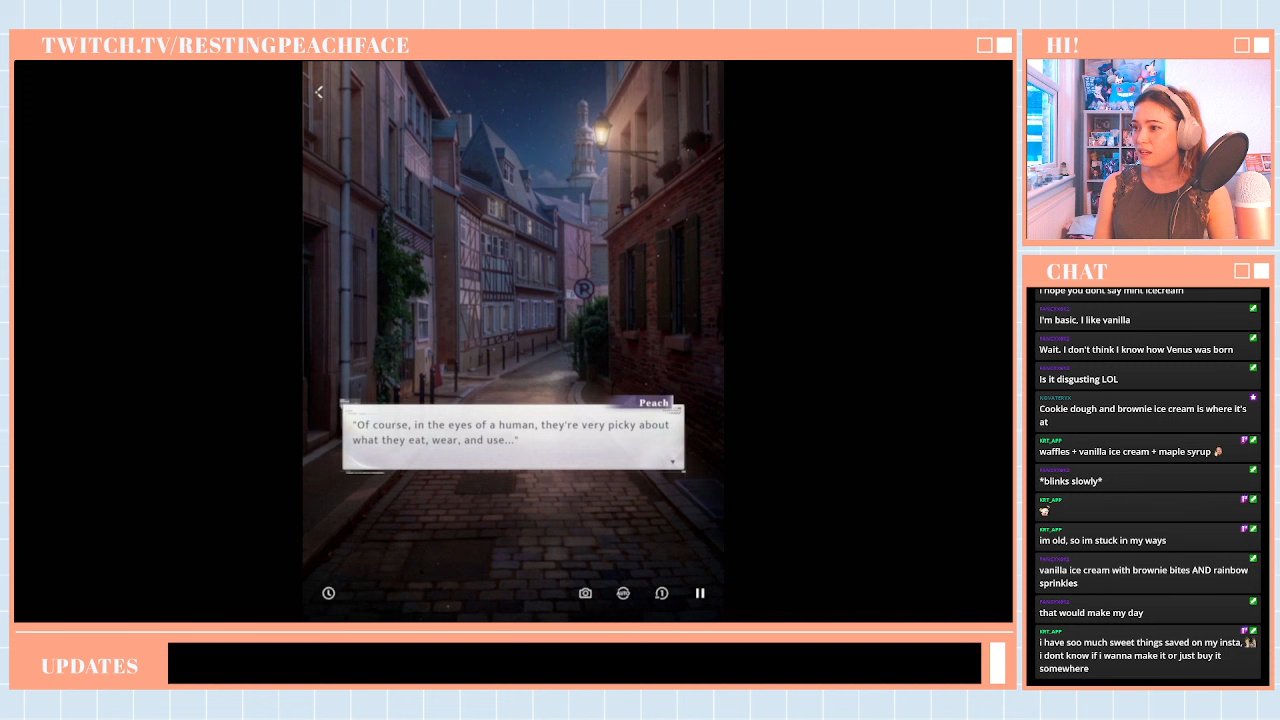 TWITCH.TV/RESTINGPEACHFACE
Peach
"Of course, in the eyes of a human, they're very picky about
what they eat, wear, and use..."
AUTO
UPDATES
HI!
CHAT
I hope you dont say mint icecream
I'm basic, I like vanilla
Wait. I don't think I know how Venus was born
Is it disgusting LOL
Cookie dough and brownie ice cream is where it's
at
KRT_APP
waffles + vanilla ice cream + maple syrup
*blinks slowly*
KRT_APP
KRT_APP
im old, so im stuck in my ways
vanilla ice cream with brownie bites AND rainbow
sprinkles
that would make my day
KRT_APP
i have soo much sweet things saved on my insta,
i dont know if i wanna make it or just buy it
somewhere